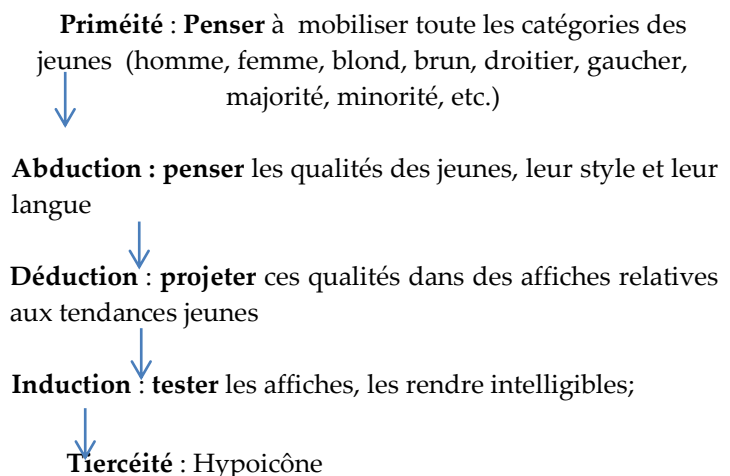 Priméité : Penser à mobiliser toute les catégories des
jeunes (homme, femme, blond, brun, droitier, gaucher,
majorité, minorité, etc.)
Abduction : penser les qualités des jeunes, leur style et leur
langue
Déduction : projeter ces qualités dans des affiches relatives
aux tendances jeunes
Induction : tester les affiches, les rendre intelligibles;
Tiercéité : Hypoicône